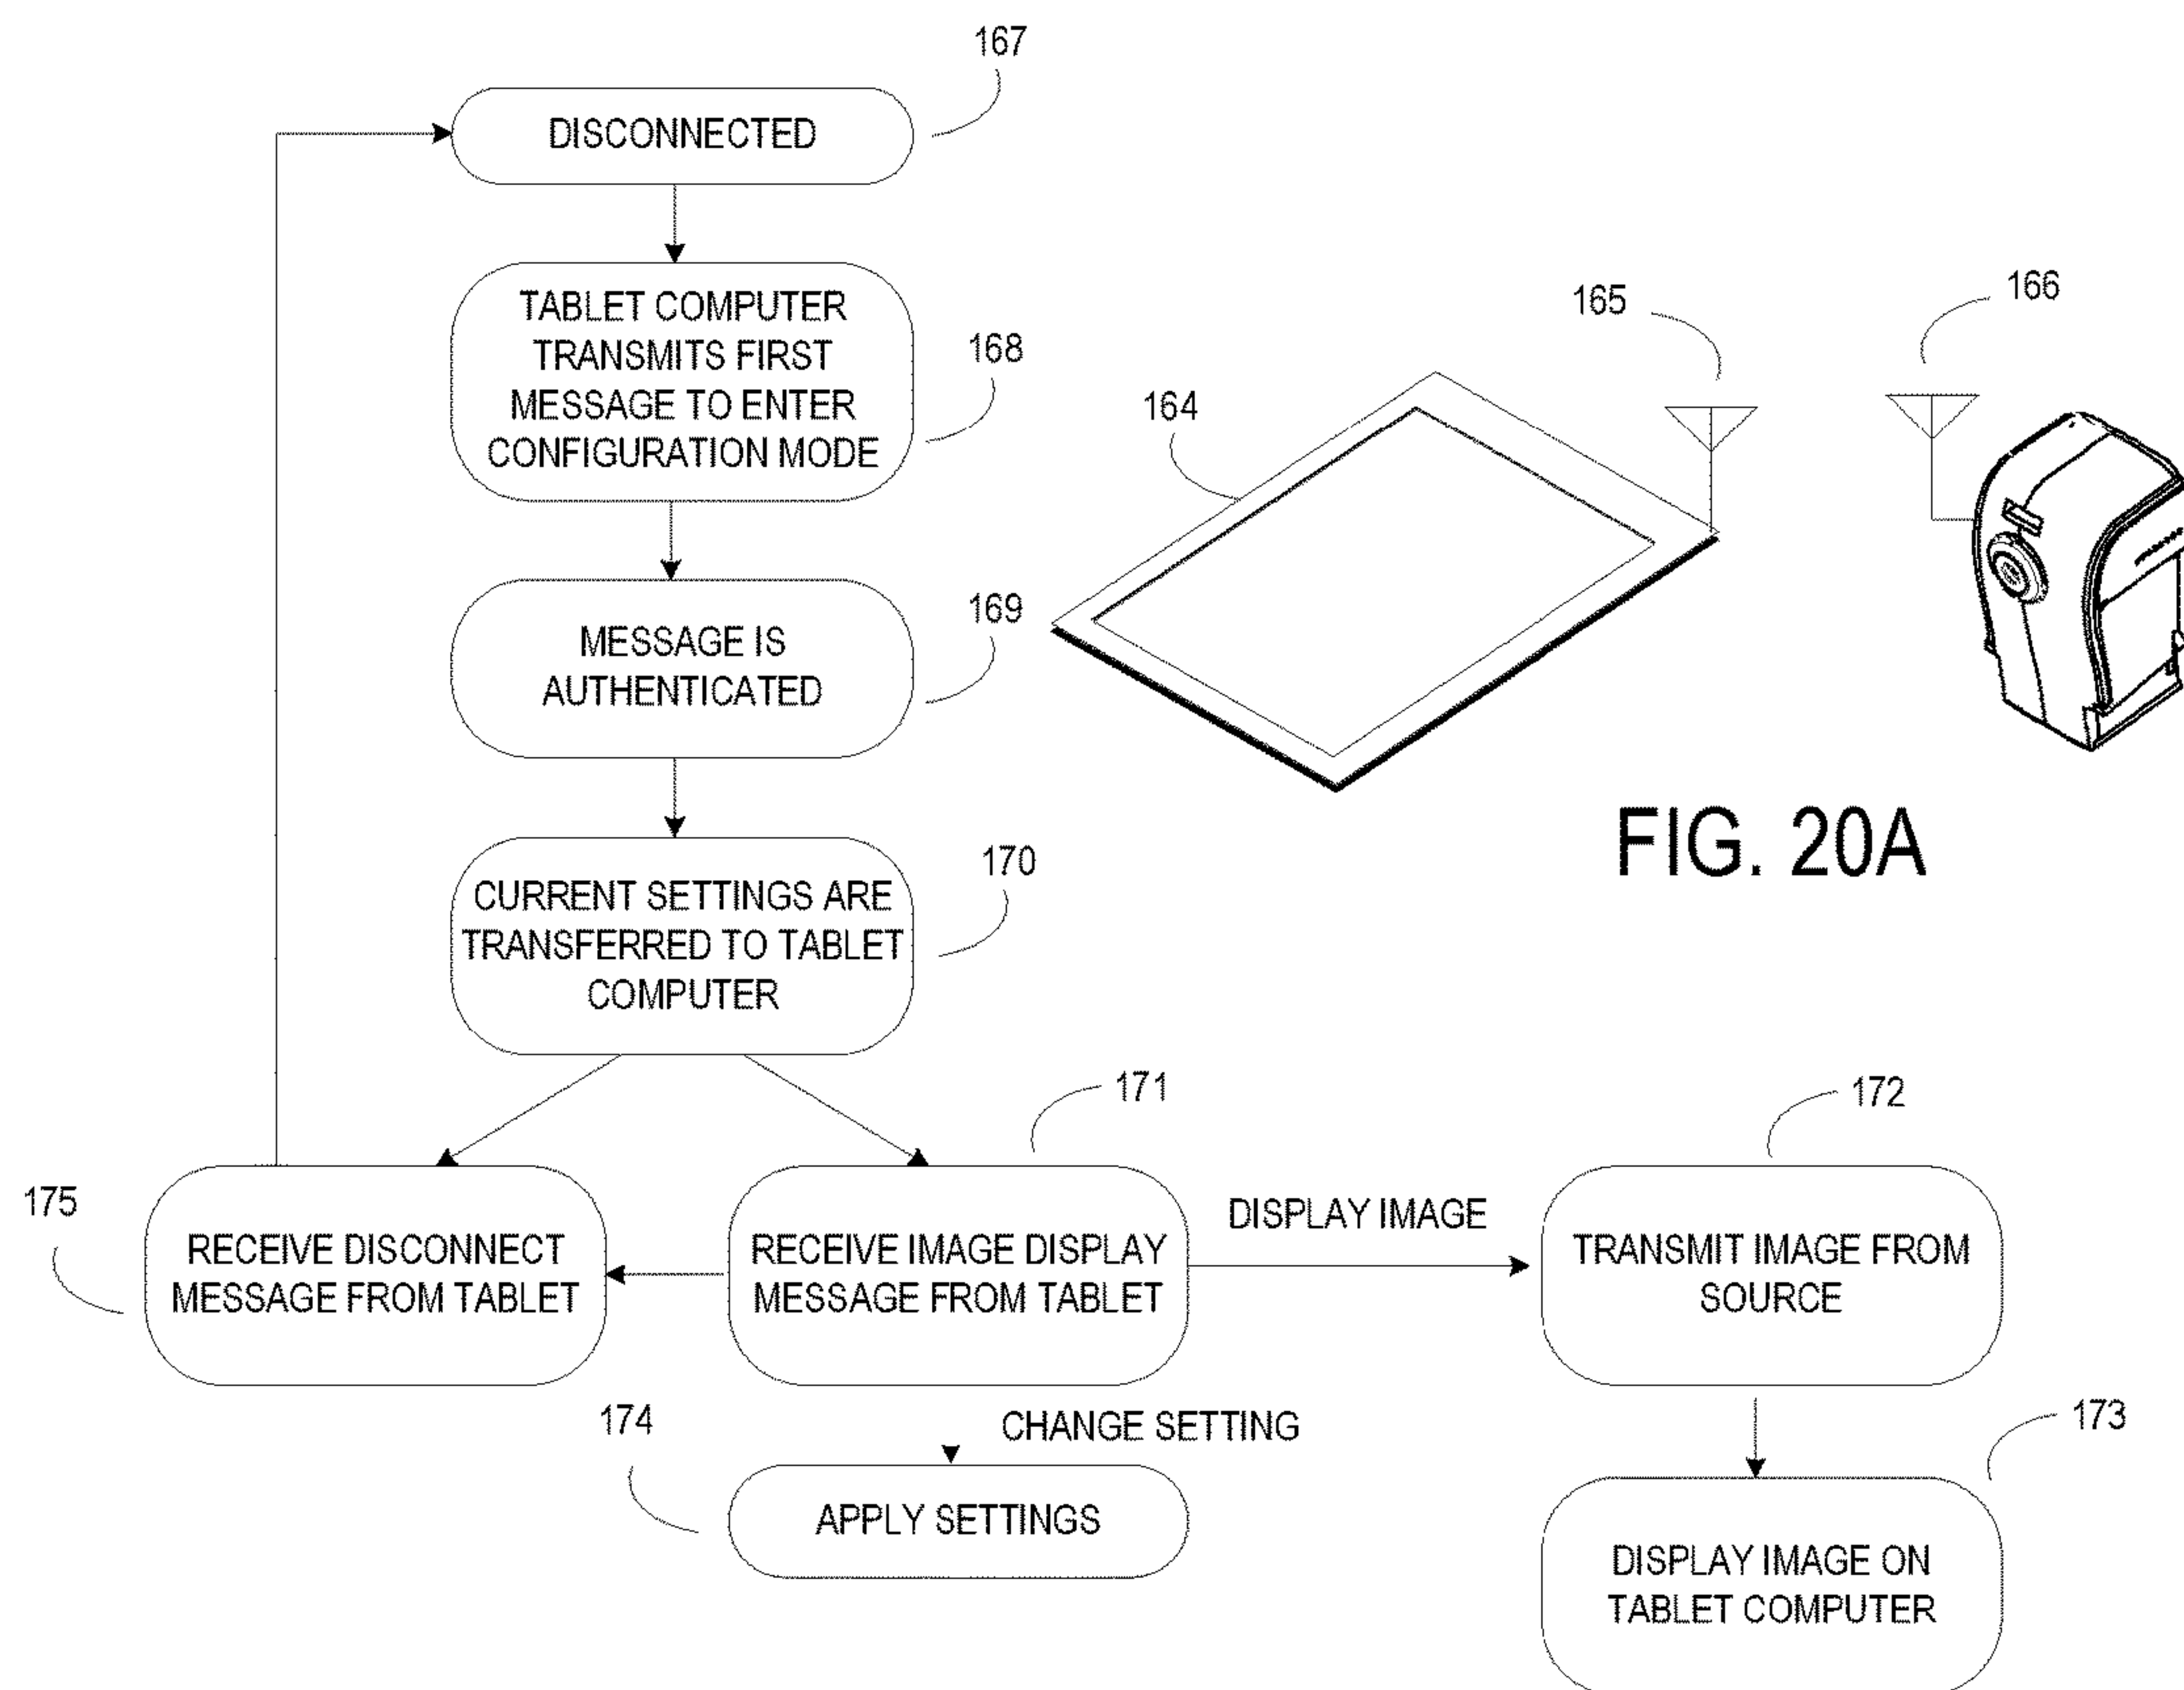 167
DISCONNECTED
TABLET COMPUTER
TRANSMITS FIRST
MESSAGE TO ENTER
CONFIGURATION MODE
168
165
166
164
MESSAGE IS
AUTHENTICATED
169
FIG. 20A
CURRENT SETTINGS ARE
TRANSFERRED TO TABLET
COMPUTER
170
171
172
175
RECEIVE DISCONNECT
MESSAGE FROM TABLET
RECEIVE IMAGE DISPLAY
MESSAGE FROM TABLET
DISPLAY IMAGE
TRANSMIT IMAGE FROM
SOURCE
174
CHANGE SETTING
173
APPLY SETTINGS
DISPLAY IMAGE ON
TABLET COMPUTER